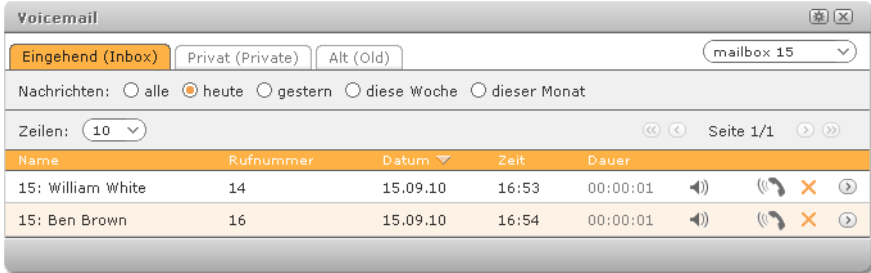 Voicemail
Eingehend (Inbox) Privat (Private) Alt (Old) mailbox 15
Nachrichten: alle heute gestern diese Woche dieser Monat
Zeilen: 10 Seite 1/1
Name Rufnummer Datum Zeit Dauer
15: William White 14 15.09.10 16:53 00:00:01
15: Ben Brown 16 15.09.10 16:54 00:00:01